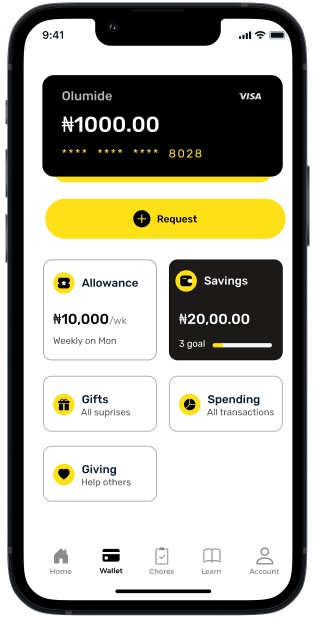 9:41
Olumide
VISA
₦1000.00
**** **** **** 8028
Request
Allowance
₦10,000/wk
Weekly on Mon
Savings
₦20,00.00
3 goal
Gifts
All suprises
Spending
All transactions
Giving
Help others
Home
Wallet
Chores
Learn
Account